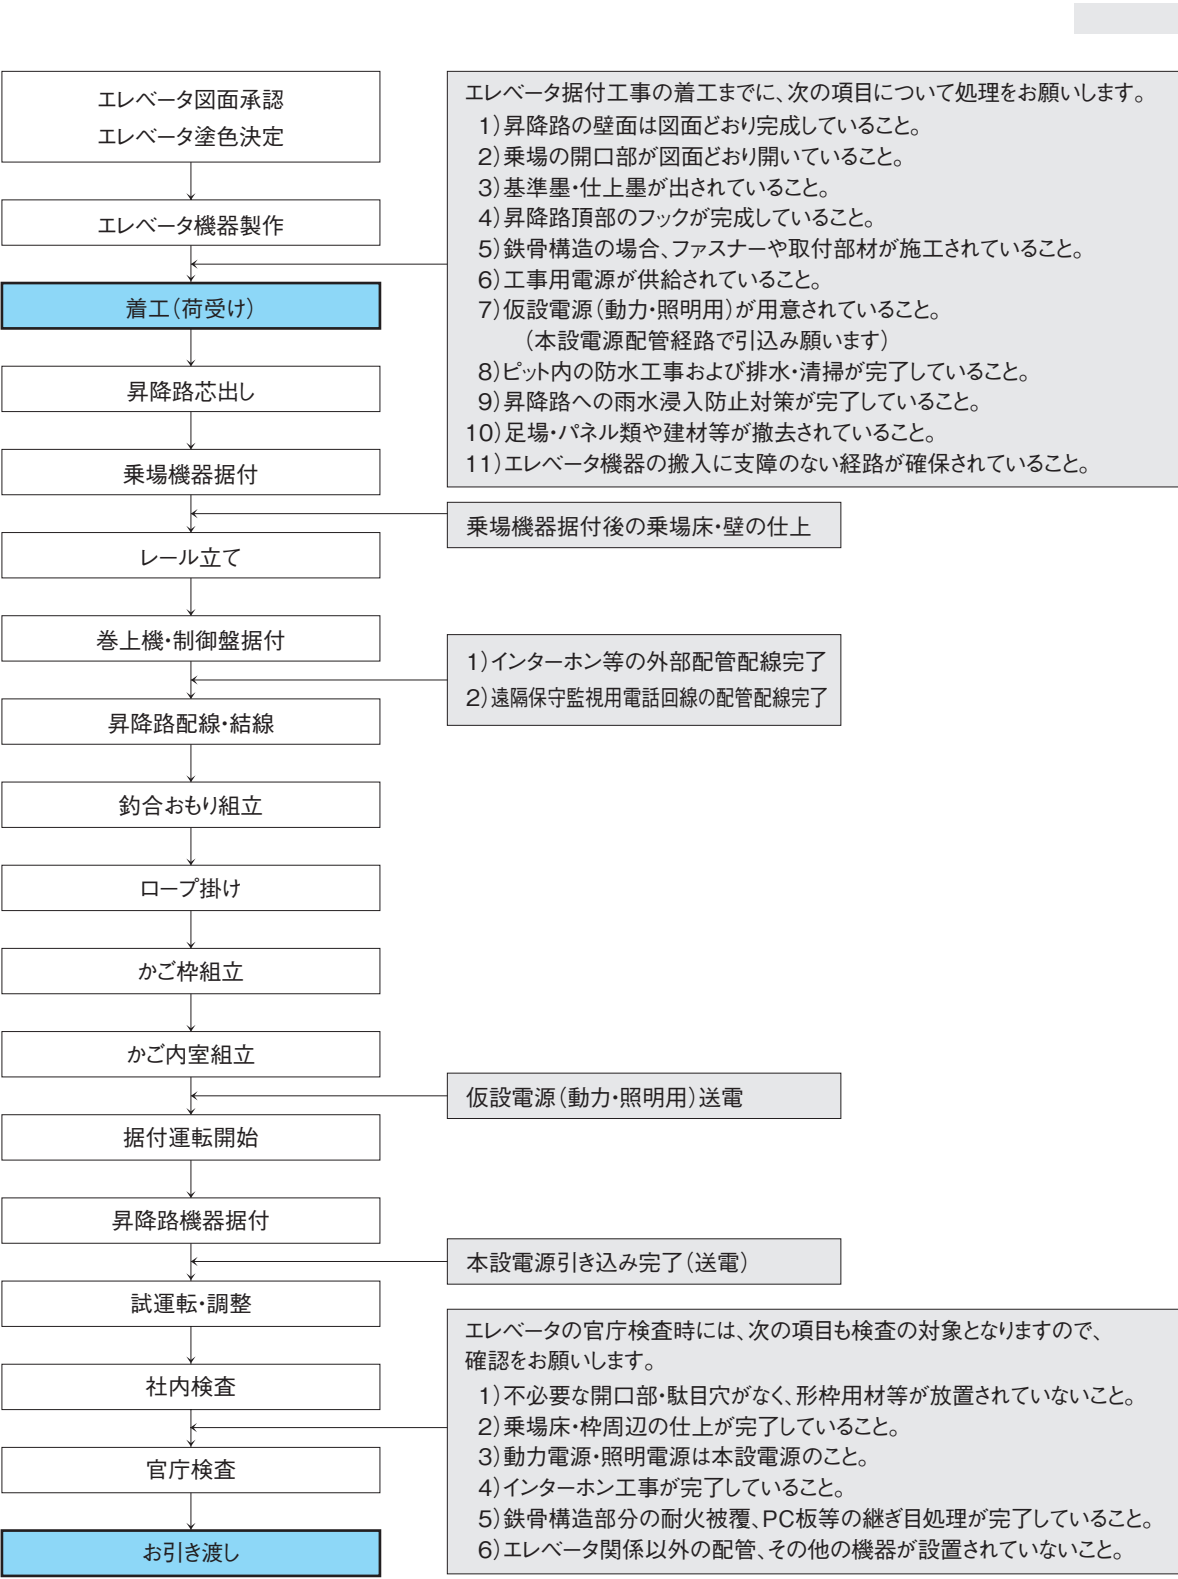 エレベータ図面承認
エレベータ塗色決定
エレベータ機器製作
エレベータ据付工事の着工までに、次の項目について処理をお願いします。
1)昇降路の壁面は図面どおり完成していること。
2)乗場の開口部が図面どおり開いていること。
3)基準墨・仕上墨が出されていること。
4)昇降路頂部のフックが完成していること。
5)鉄骨構造の場合、ファスナーや取付部材が施工されていること。
6)工事用電源が供給されていること。
7)仮設電源(動力・照明用)が用意されていること。
(本設電源配管経路で引込み願います)
8)ピット内の防水工事および排水・清掃が完了していること。
9)昇降路への雨水浸入防止対策が完了していること。
10)足場・パネル類や建材等が撤去されていること。
11)エレベータ機器の搬入に支障のない経路が確保されていること。
着工(荷受け)
昇降路芯出し
乗場機器据付
乗場機器据付後の乗場床・壁の仕上
レール立て
巻上機・制御盤据付
1)インターホン等の外部配管配線完了
2)遠隔保守監視用電話回線の配管配線完了
昇降路配線・結線
釣合おもり組立
ロープ掛け
かご枠組立
かご内室組立
仮設電源(動力・照明用)送電
据付運転開始
昇降路機器据付
本設電源引き込み完了(送電)
試運転・調整
社内検査
エレベータの官庁検査時には、次の項目も検査の対象となりますので、
確認をお願いします。
1)不必要な開口部・駄目穴がなく、形枠用材等が放置されていないこと。
2)乗場床・枠周辺の仕上が完了していること。
3)動力電源・照明電源は本設電源のこと。
4)インターホン工事が完了していること。
5)鉄骨構造部分の耐火被覆、PC板等の継ぎ目処理が完了していること。
6)エレベータ関係以外の配管、その他の機器が設置されていないこと。
官庁検査
お引き渡し